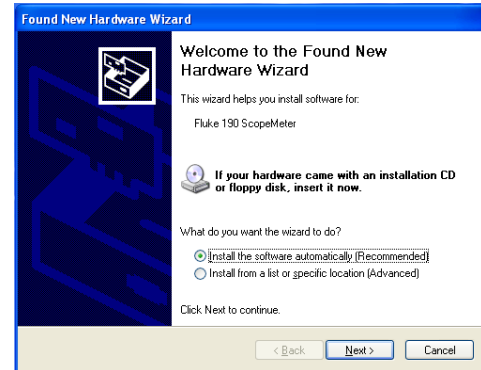 Found New Hardware Wizard
Welcome to the Found New
Hardware Wizard
This wizard helps you install software for:
Fluke 190 ScopeMeter
If your hardware came with an installation CD
or floppy disk, insert it now.
What do you want the wizard to do?
Install the software automatically (Recommended)
Install from a list or specific location (Advanced)
Click Next to continue.
< Back Next > Cancel